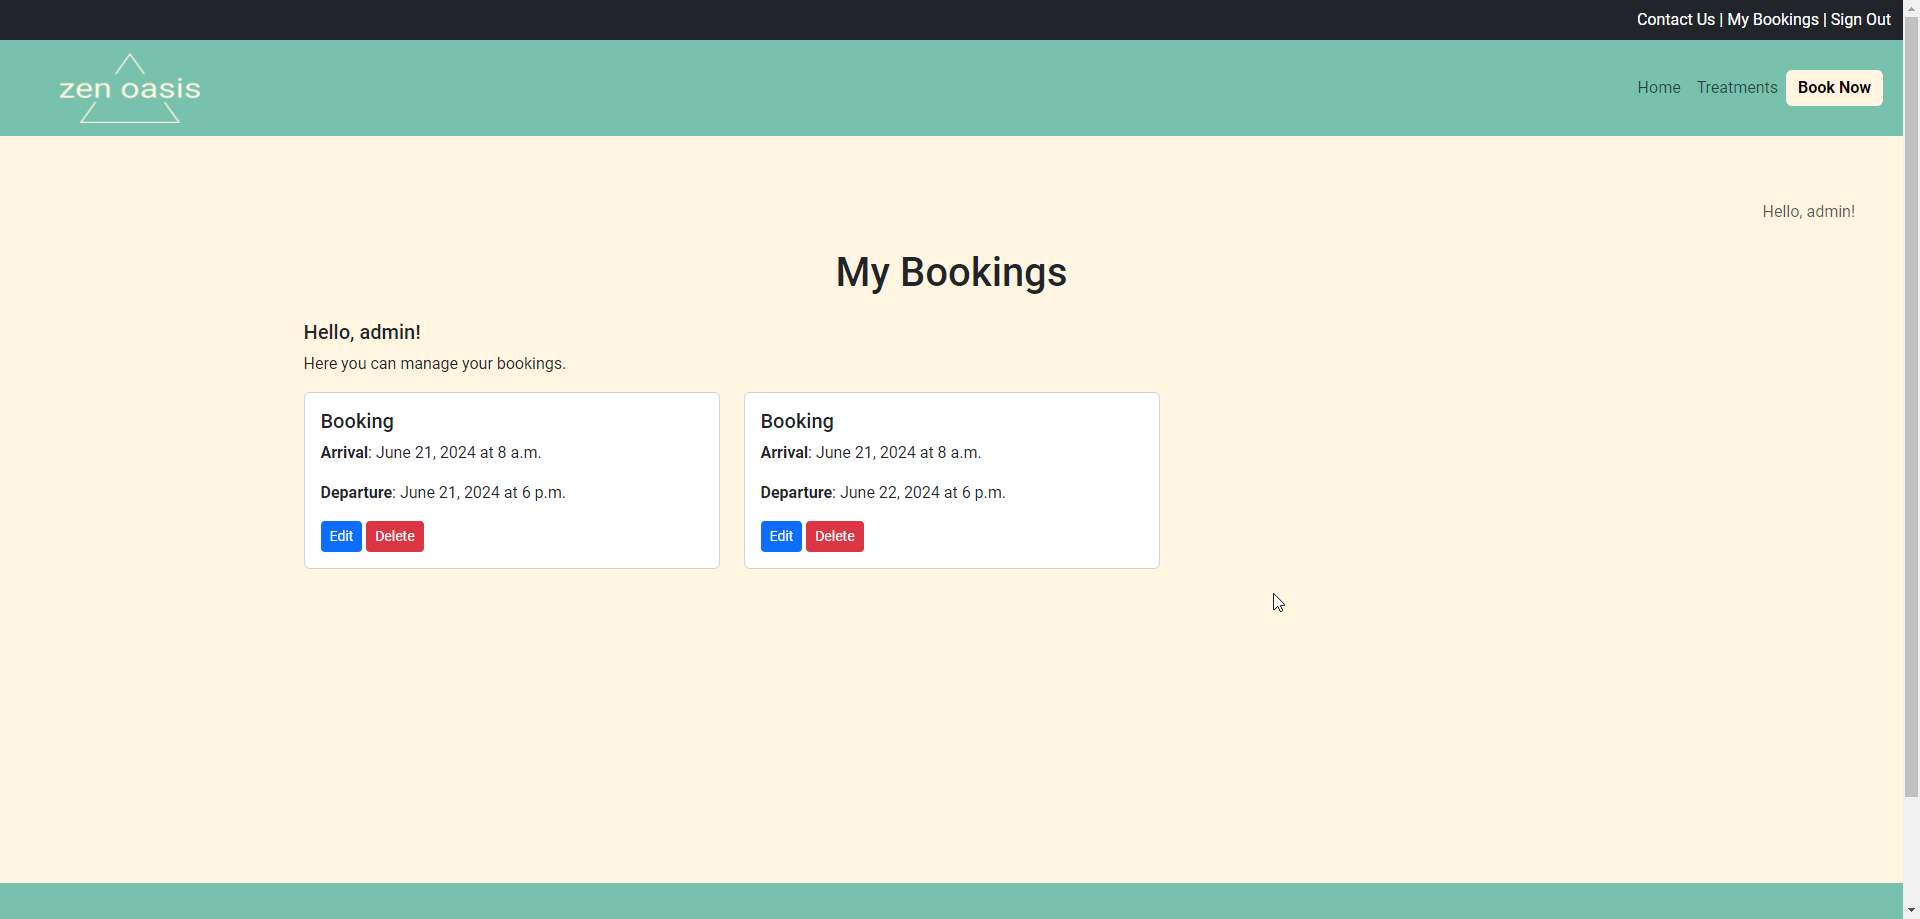 Contact Us | My Bookings | Sign Out
zen oasis
Home Treatments Book Now
Hello, admin!
My Bookings
Hello, admin!
Here you can manage your bookings.
Booking
Arrival: June 21, 2024 at 8 a.m.
Departure: June 21, 2024 at 6 p.m.
Edit Delete
Booking
Arrival: June 21, 2024 at 8 a.m.
Departure: June 22, 2024 at 6 p.m.
Edit Delete